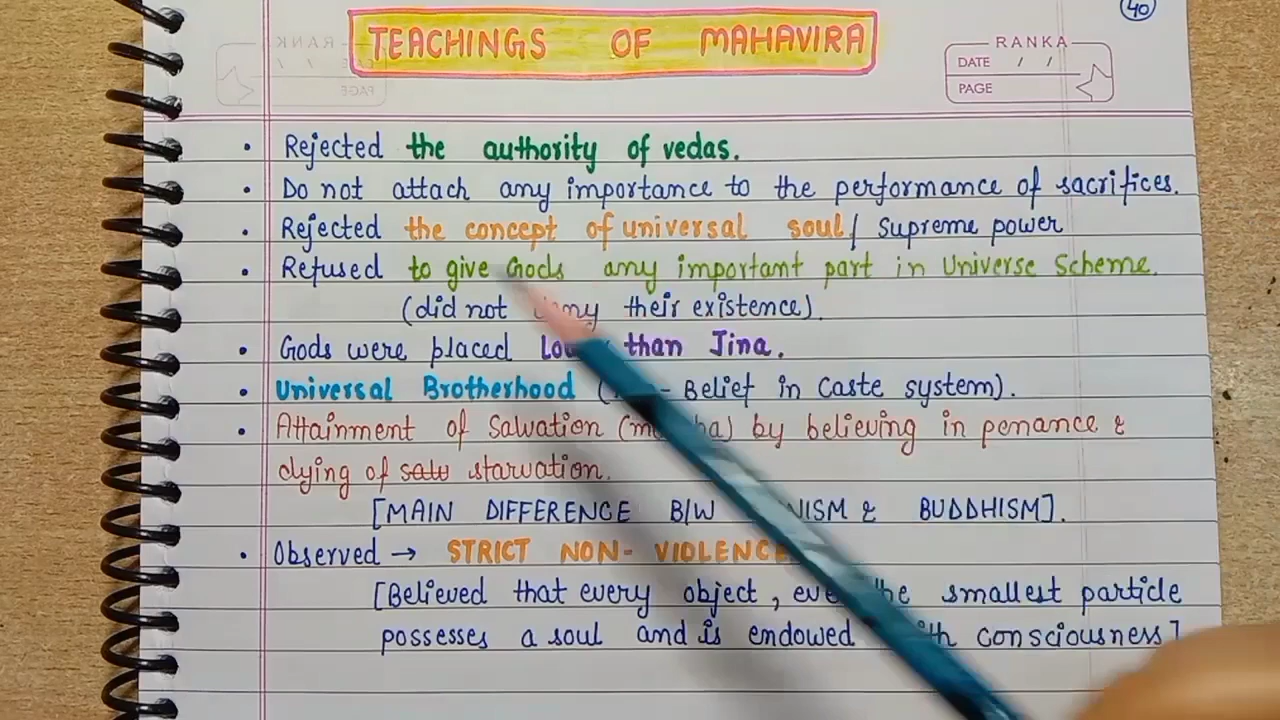 40
TEACHINGS OF MAHAVIRA
RANKA
DATE / /
PAGE
• Rejected the authority of vedas.
• Do not attach any importance to the performance of sacrifices.
• Rejected the concept of universal soul/ Supreme power
• Refused to give Gods any important part in Universe Scheme.
(did not their existence).
• Gods were placed than Jina.
• Universal Brotherhood Belief in Caste system).
• Attainment of Salvation by believing in penance &
dying of starvation.
[MAIN DIFFERENCE B/W & BUDDHISM].
• Observed → STRICT NON-VIOLENCE
[Believed that every object, the smallest particle
possesses a soul and is endowed consciousness]